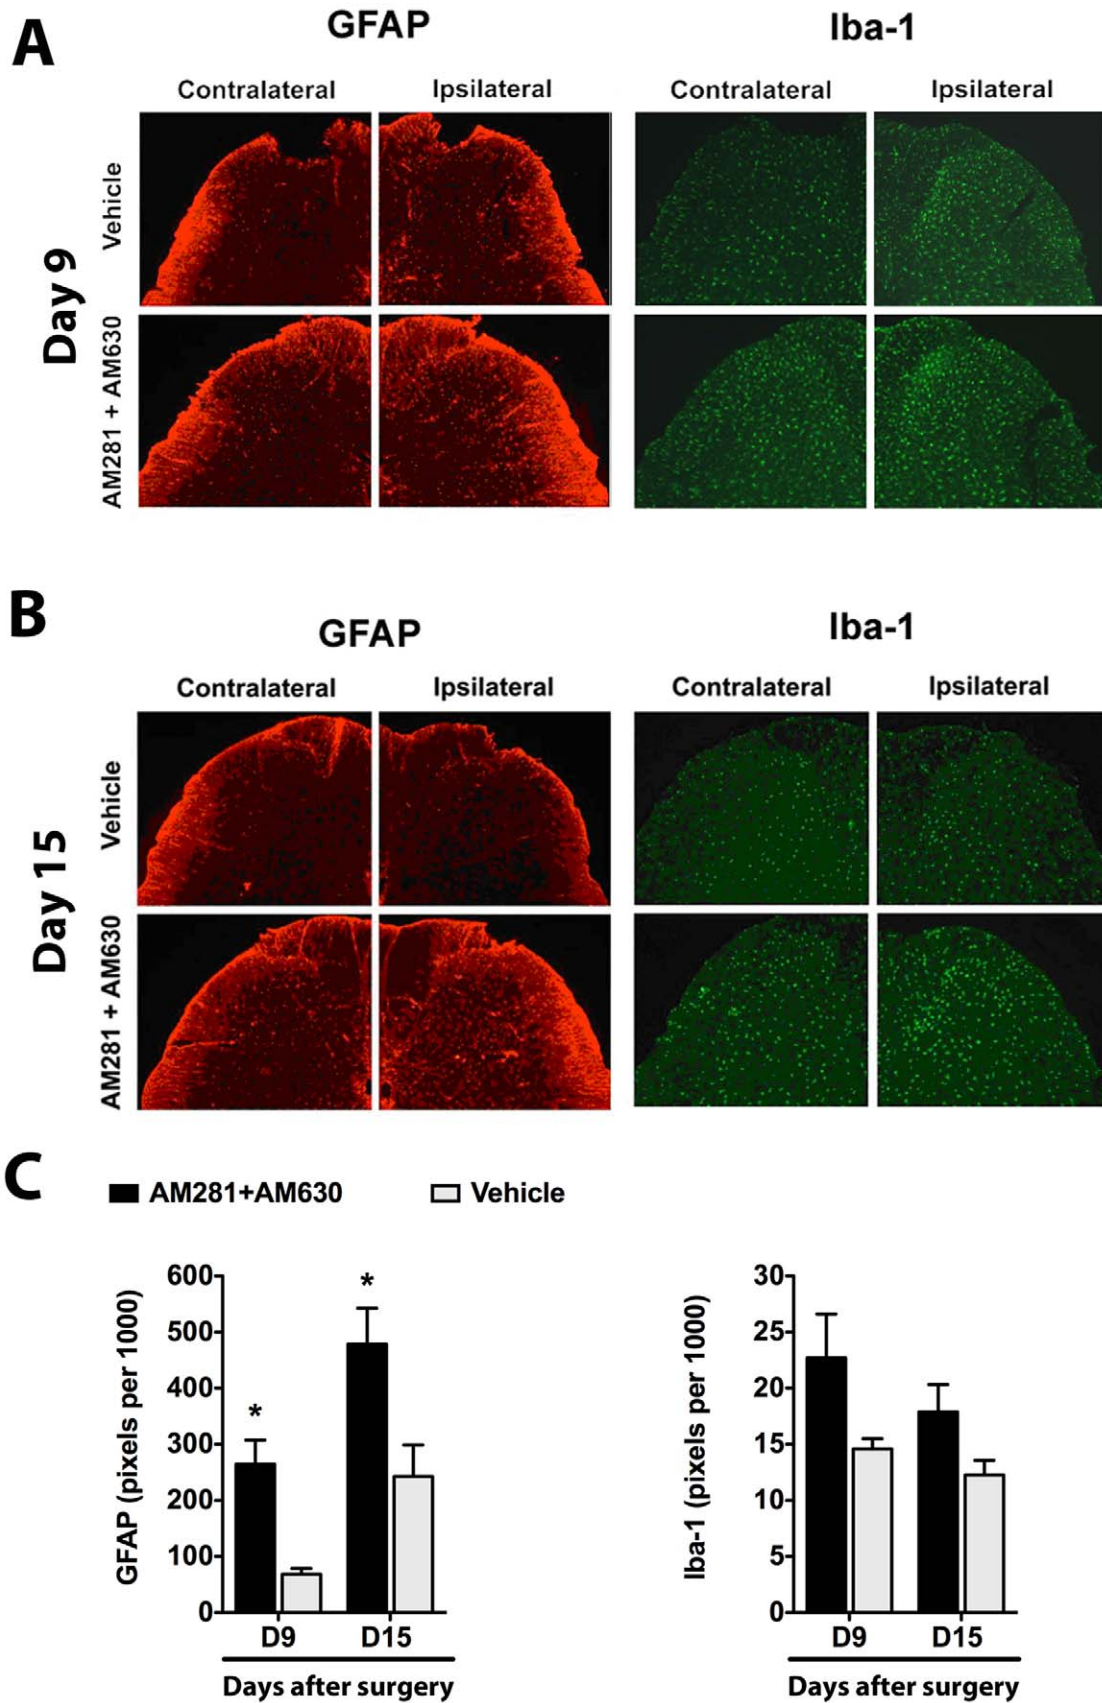 A
GFAP
Iba-1
Contralateral
Ipsilateral
Contralateral
Ipsilateral
Day 9
Vehicle
AM281 + AM630
B
GFAP
Iba-1
Contralateral
Ipsilateral
Contralateral
Ipsilateral
Day 15
Vehicle
AM281 + AM630
C
AM281+AM630
Vehicle
GFAP (pixels per 1000)
600
500
400
300
200
100
0
*
*
D9
D15
Days after surgery
Iba-1 (pixels per 1000)
30
25
20
15
10
5
0
D9
D15
Days after surgery